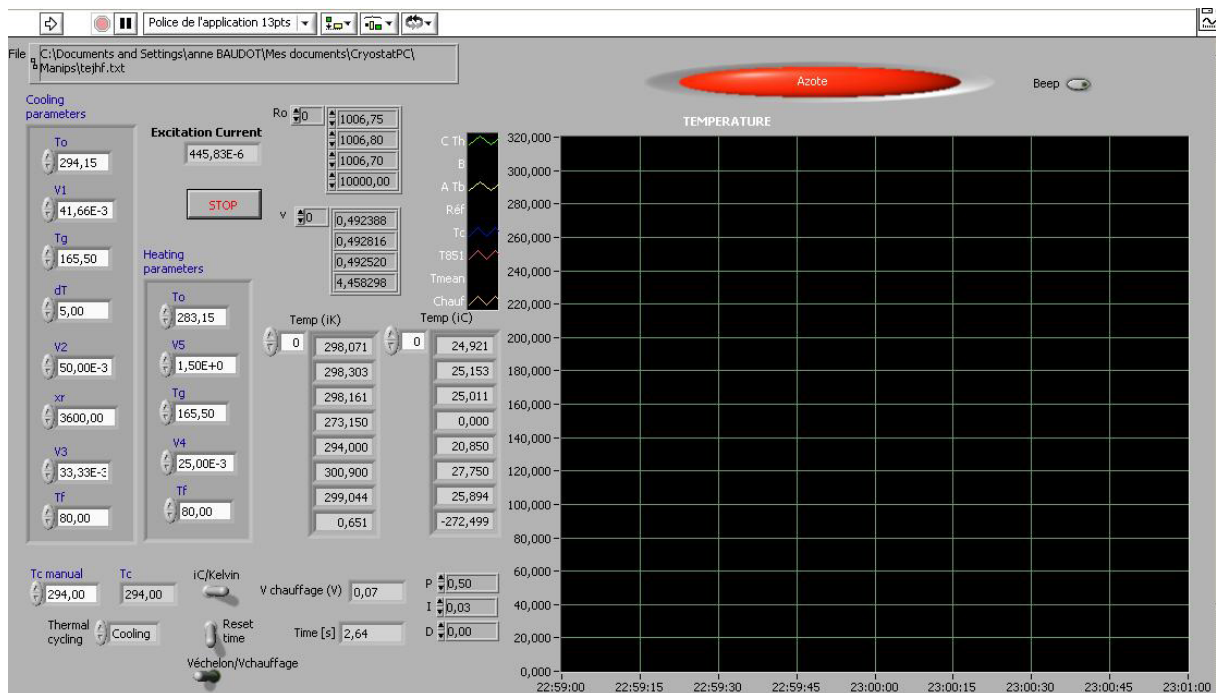 Police de l'application 13pts
File
C:\Documents and Settings\anne BAUDOT\Mes documents\CryostatPC\
Manips\tejhf.txt
Azote
Beep
Cooling
parameters
To
294,15
V1
41,66E-3
Tg
165,50
dT
5,00
V2
50,00E-3
xr
3600,00
V3
33,33E-3
Tf
80,00
Excitation Current
445,83E-6
STOP
Heating
parameters
To
283,15
V5
1,50E+0
Tg
165,50
V4
25,00E-3
Tf
80,00
Ro
0
1006,75
1006,80
1006,70
10000,00
v
0
0,492388
0,492816
0,492520
4,458298
Temp (iK)
0
298,071
298,303
298,161
273,150
294,000
300,900
299,044
0,651
Temp (iC)
0
24,921
25,153
25,011
0,000
20,850
27,750
25,894
-272,499
C Th
B
A Tb
Réf
Tc
T851
Tmean
Chauf
TEMPERATURE
320,000
300,000
280,000
260,000
240,000
220,000
200,000
180,000
160,000
140,000
120,000
100,000
80,000
60,000
40,000
20,000
0,000
22:59:00 22:59:15 22:59:30 22:59:45 23:00:00 23:00:15 23:00:30 23:00:45 23:01:00
Tc manual
294,00
Tc
294,00
iC/Kelvin
V chauffage (V) 0,07
P 0,50
I 0,03
D 0,00
Thermal
cycling
Cooling
Reset
time
Time [s] 2,64
Véchelon/Vchauffage